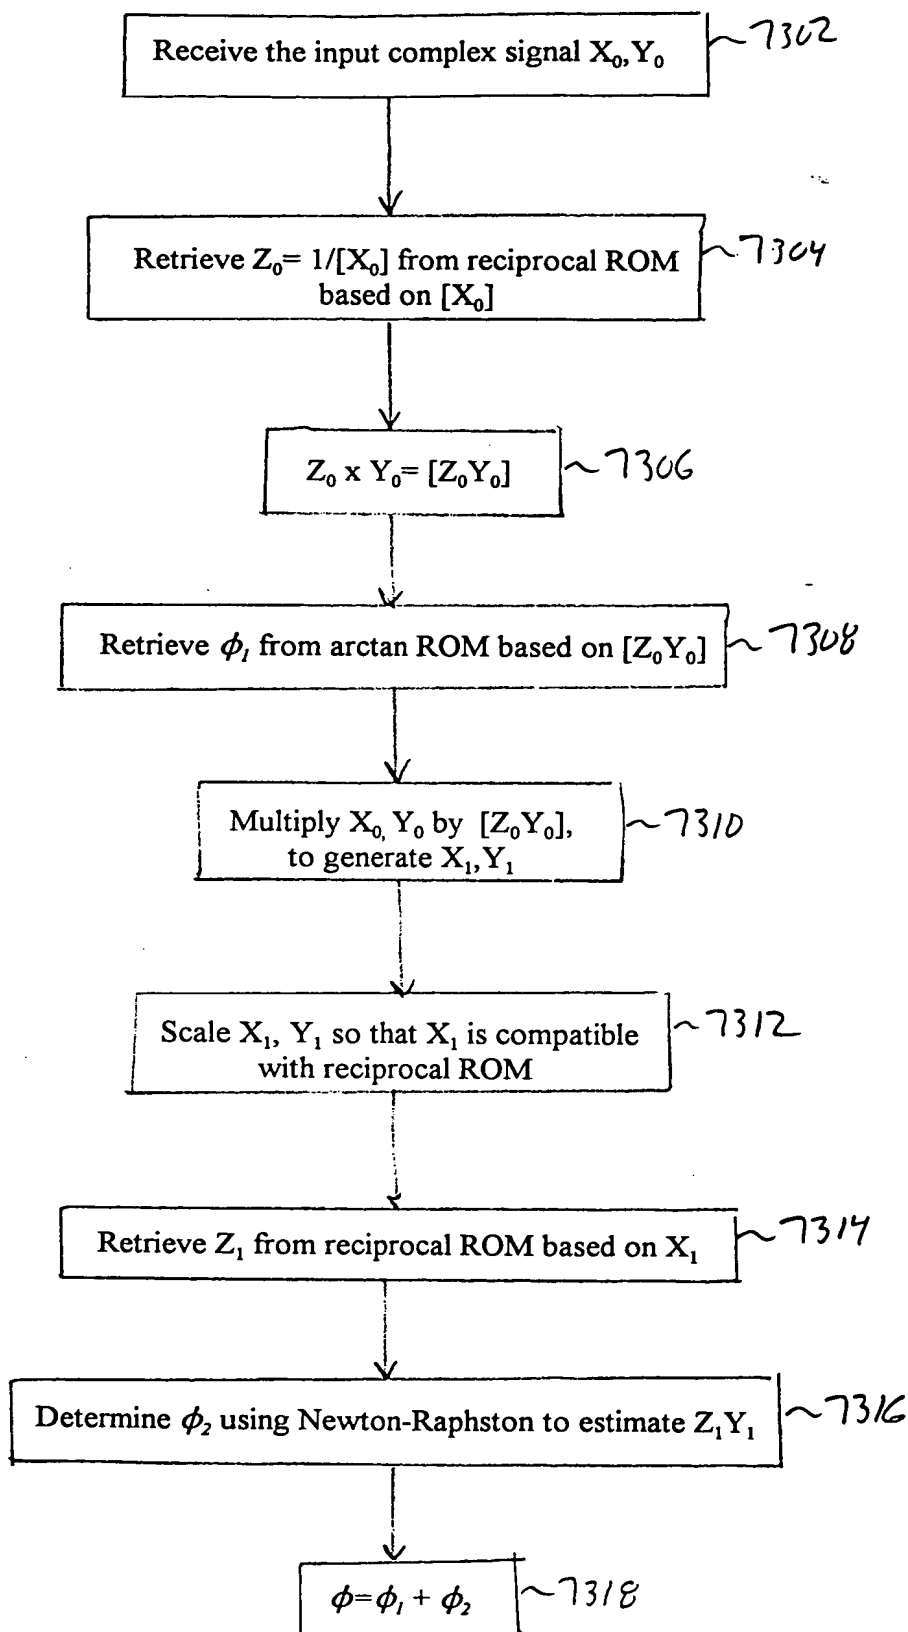 Receive the input complex signal X₀, Y₀
7302
Retrieve Z₀= 1/[X₀] from reciprocal ROM
based on [X₀]
7304
Z₀ x Y₀= [Z₀Y₀]
7306
Retrieve ϕ₁ from arctan ROM based on [Z₀Y₀]
7308
Multiply X₀, Y₀ by [Z₀Y₀],
to generate X₁, Y₁
7310
Scale X₁, Y₁ so that X₁ is compatible
with reciprocal ROM
7312
Retrieve Z₁ from reciprocal ROM based on X₁
7314
Determine ϕ₂ using Newton-Raphston to estimate Z₁Y₁
7316
ϕ=ϕ₁ + ϕ₂
7318